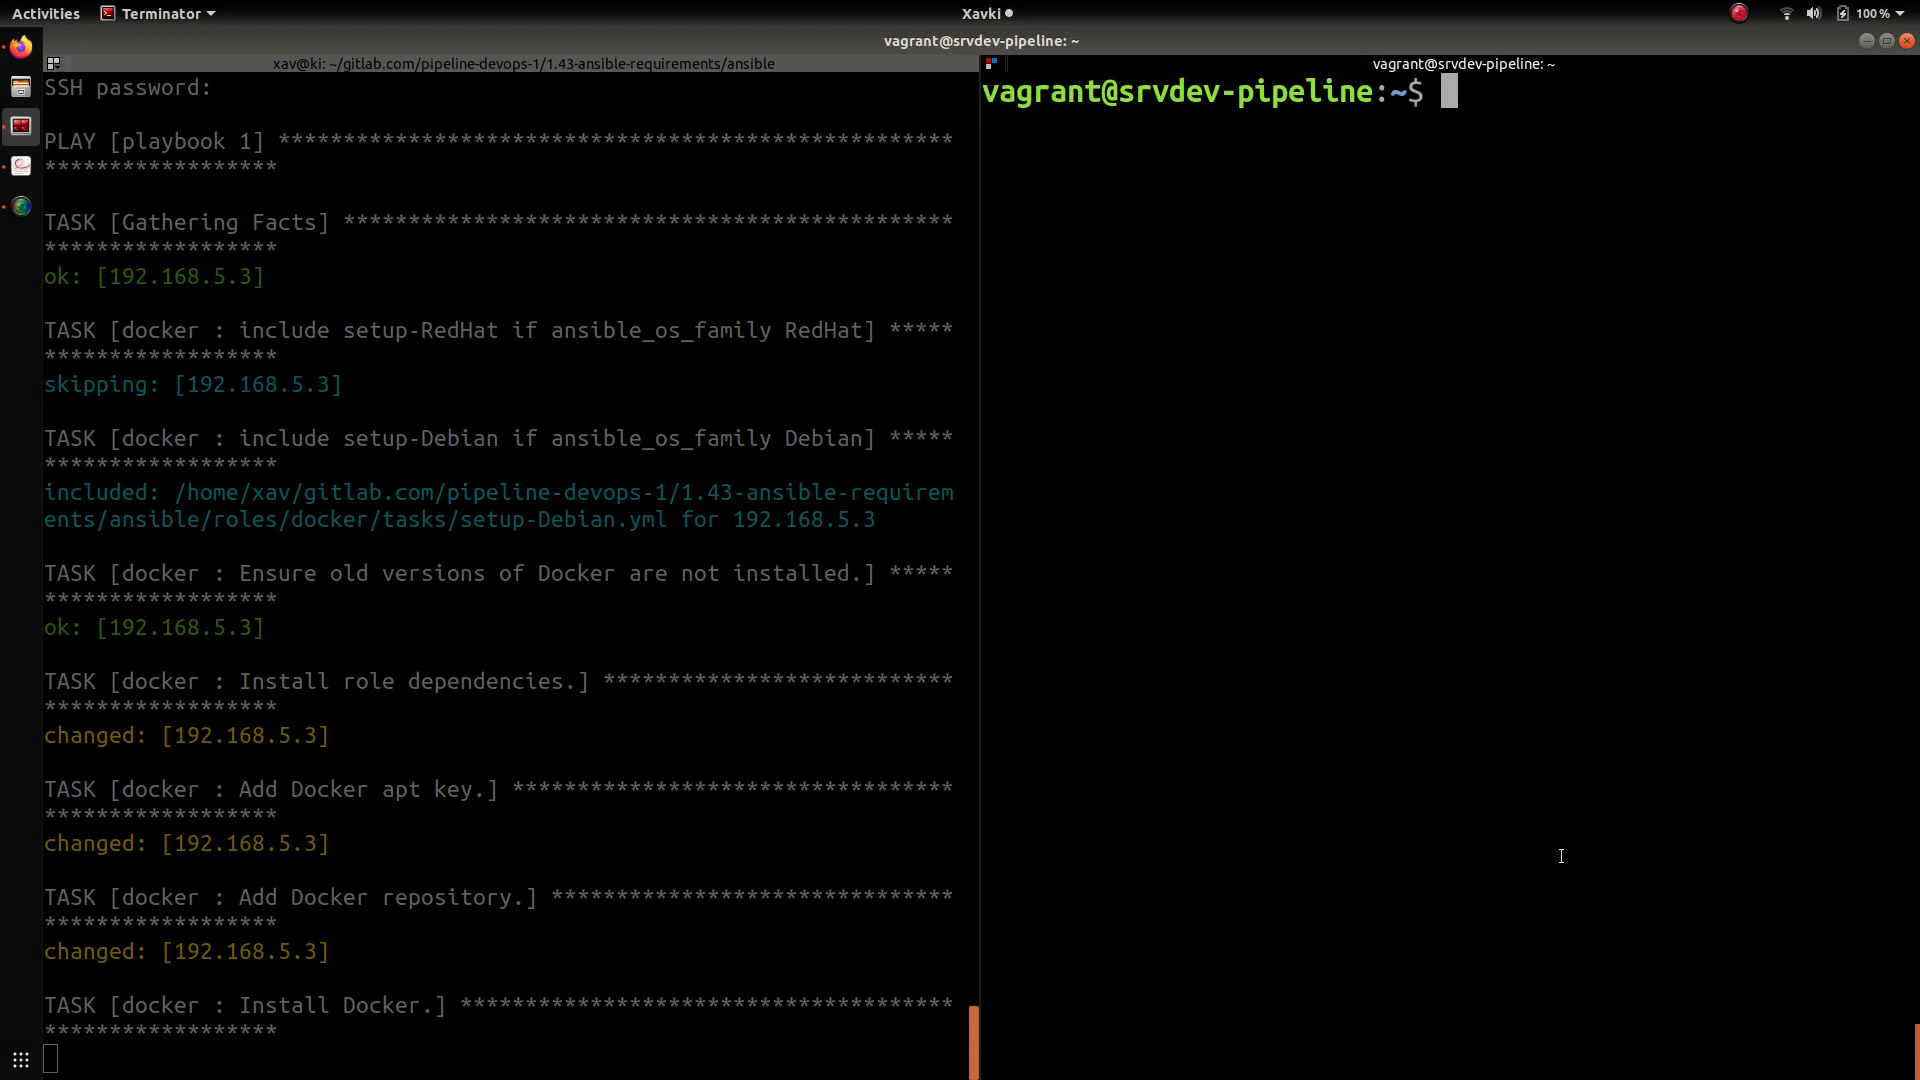 Activities Terminator Xavki 100 %
vagrant@srvdev-pipeline: ~
xav@ki: ~/gitlab.com/pipeline-devops-1/1.43-ansible-requirements/ansible
SSH password:
PLAY [playbook 1] ****************************************************
******************
TASK [Gathering Facts] ***********************************************
******************
ok: [192.168.5.3]
TASK [docker : include setup-RedHat if ansible_os_family RedHat] *****
******************
skipping: [192.168.5.3]
TASK [docker : include setup-Debian if ansible_os_family Debian] *****
******************
included: /home/xav/gitlab.com/pipeline-devops-1/1.43-ansible-requirem
ents/ansible/roles/docker/tasks/setup-Debian.yml for 192.168.5.3
TASK [docker : Ensure old versions of Docker are not installed.] *****
******************
ok: [192.168.5.3]
TASK [docker : Install role dependencies.] ***************************
******************
changed: [192.168.5.3]
TASK [docker : Add Docker apt key.] **********************************
******************
changed: [192.168.5.3]
TASK [docker : Add Docker repository.] *******************************
******************
changed: [192.168.5.3]
TASK [docker : Install Docker.] **************************************
******************
vagrant@srvdev-pipeline: ~
vagrant@srvdev-pipeline:~$